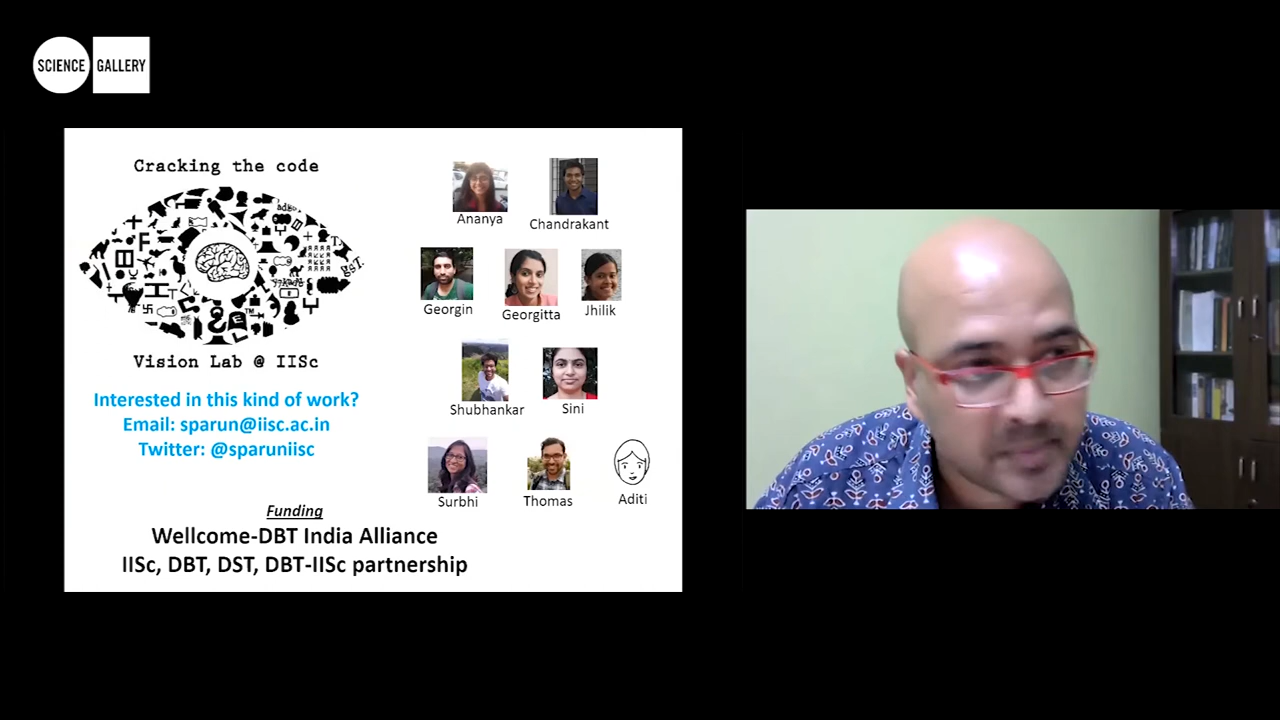 SCIENCE GALLERY
Cracking the code
Vision Lab @ IISc
Interested in this kind of work?
Email: sparun@iisc.ac.in
Twitter: @sparuniisc
Funding
Wellcome-DBT India Alliance
IISc, DBT, DST, DBT-IISc partnership
Ananya
Chandrakant
Georgin
Georgitta
Jhilik
Shubhankar
Sini
Surbhi
Thomas
Aditi